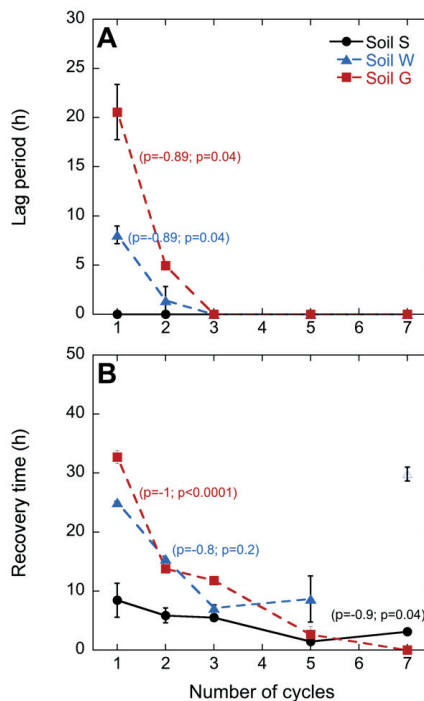 A
Soil S
Soil W
Soil G
30
25
20
15
10
5
0
Lag period (h)
(p=-0.89; p=0.04)
(p=-0.89; p=0.04)
1 2 3 4 5 6 7
B
50
40
30
20
10
0
Recovery time (h)
(p=-1; p<0.0001)
(p=-0.8; p=0.2)
(p=-0.9; p=0.04)
1 2 3 4 5 6 7
Number of cycles